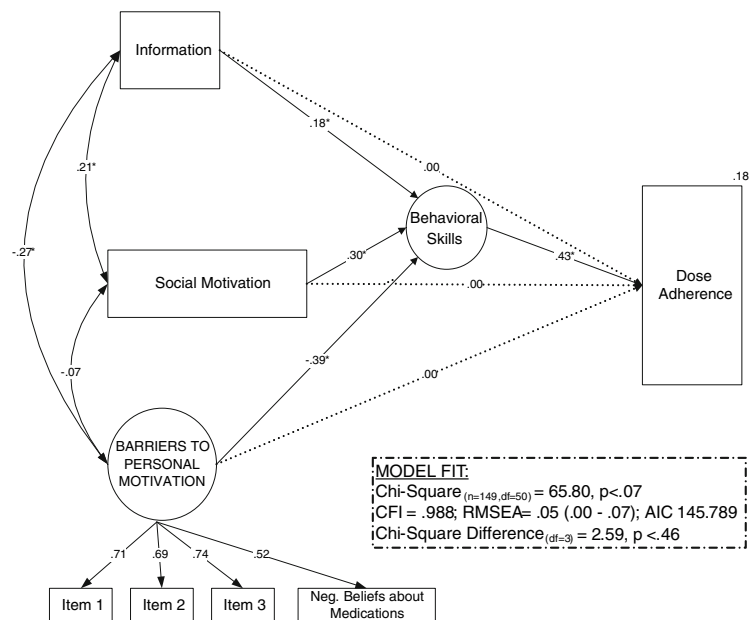 Information
.18
.18*
.00
.21*
Behavioral
Skills
-.27*
.30*
.43*
Social Motivation
.00
Dose
Adherence
-.07
-.39*
.00
BARRIERS TO
PERSONAL
MOTIVATION
MODEL FIT:
Chi-Square (n=149,df=50) = 65.80, p<.07
CFI = .988; RMSEA= .05 (.00 - .07); AIC 145.789
Chi-Square Difference(df=3) = 2.59, p <.46
.71
.69
.74
.52
Item 1
Item 2
Item 3
Neg. Beliefs about
Medications